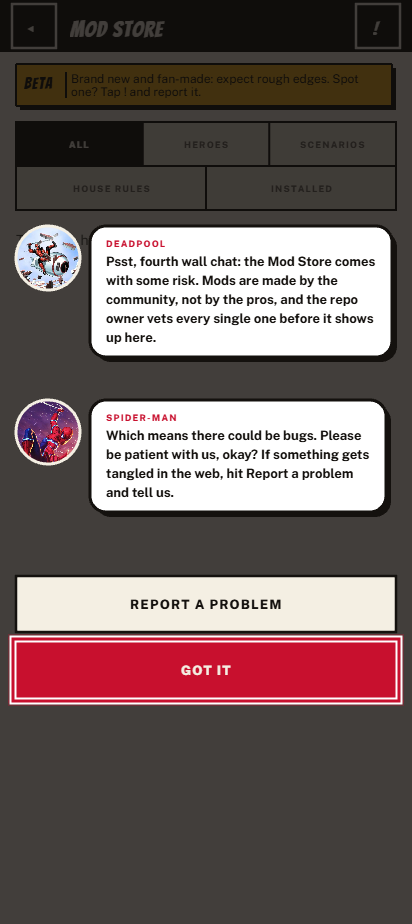 ◂ MOD STORE !
BETA
Brand new and fan-made: expect rough edges. Spot
one? Tap ! and report it.
ALL HEROES SCENARIOS
HOUSE RULES INSTALLED
DEADPOOL
Psst, fourth wall chat: the Mod Store comes
with some risk. Mods are made by the
community, not by the pros, and the repo
owner vets every single one before it shows
up here.
SPIDER-MAN
Which means there could be bugs. Please
be patient with us, okay? If something gets
tangled in the web, hit Report a problem
and tell us.
REPORT A PROBLEM
GOT IT